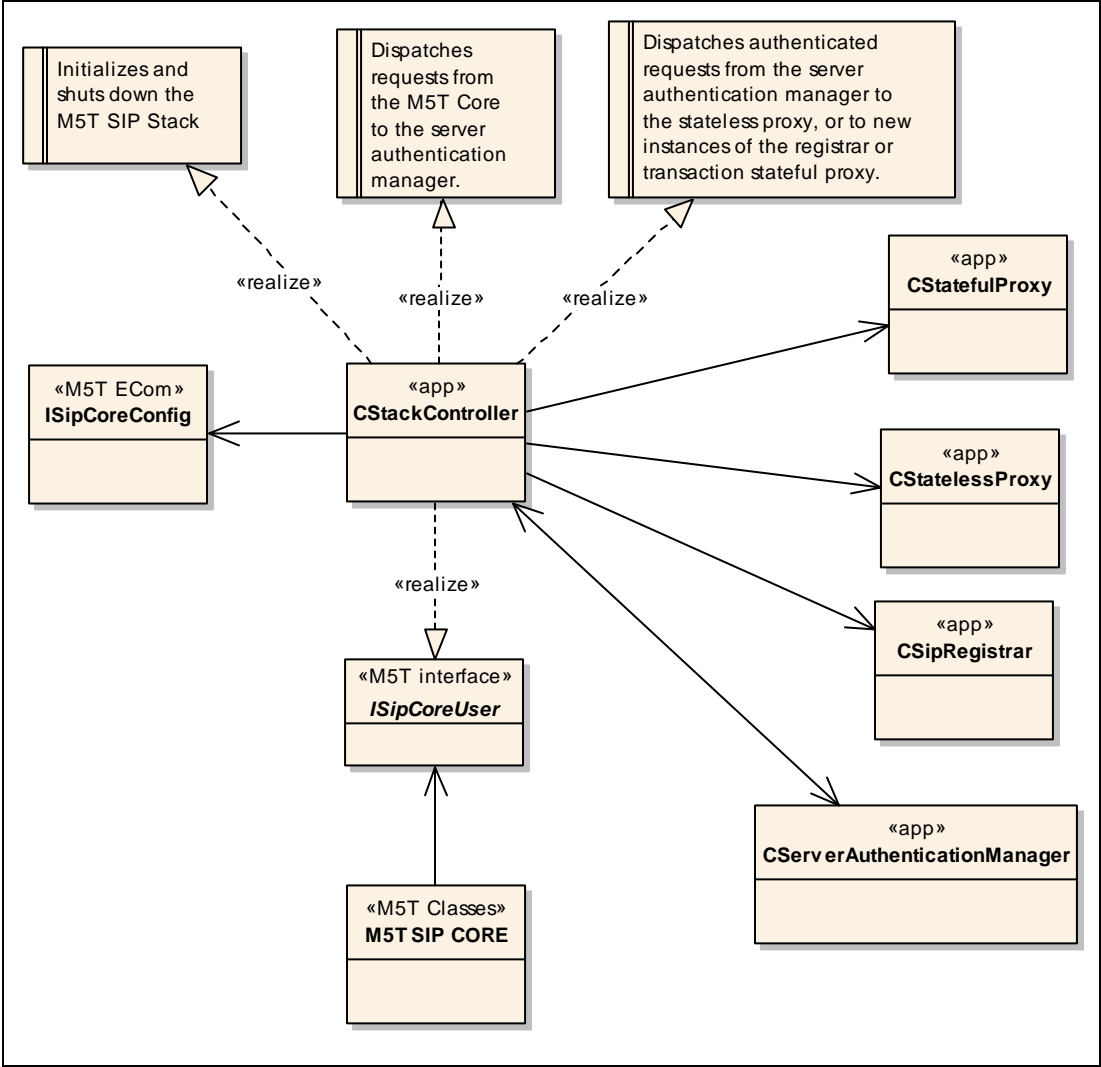 Initializes and
shuts down the
M5T SIP Stack
Dispatches
requests from
the M5T Core
to the server
authentication
manager.
Dispatches authenticated
requests from the server
authentication manager to
the stateless proxy, or to new
instances of the registrar or
transaction stateful proxy.
«realize»
«realize»
«realize»
«app»
CStatefulProxy
«M5T ECom»
ISipCoreConfig
«app»
CStackController
«app»
CStatelessProxy
«realize»
«app»
CSipRegistrar
«M5T interface»
ISipCoreUser
«app»
CServerAuthenticationManager
«M5T Classes»
M5T SIP CORE